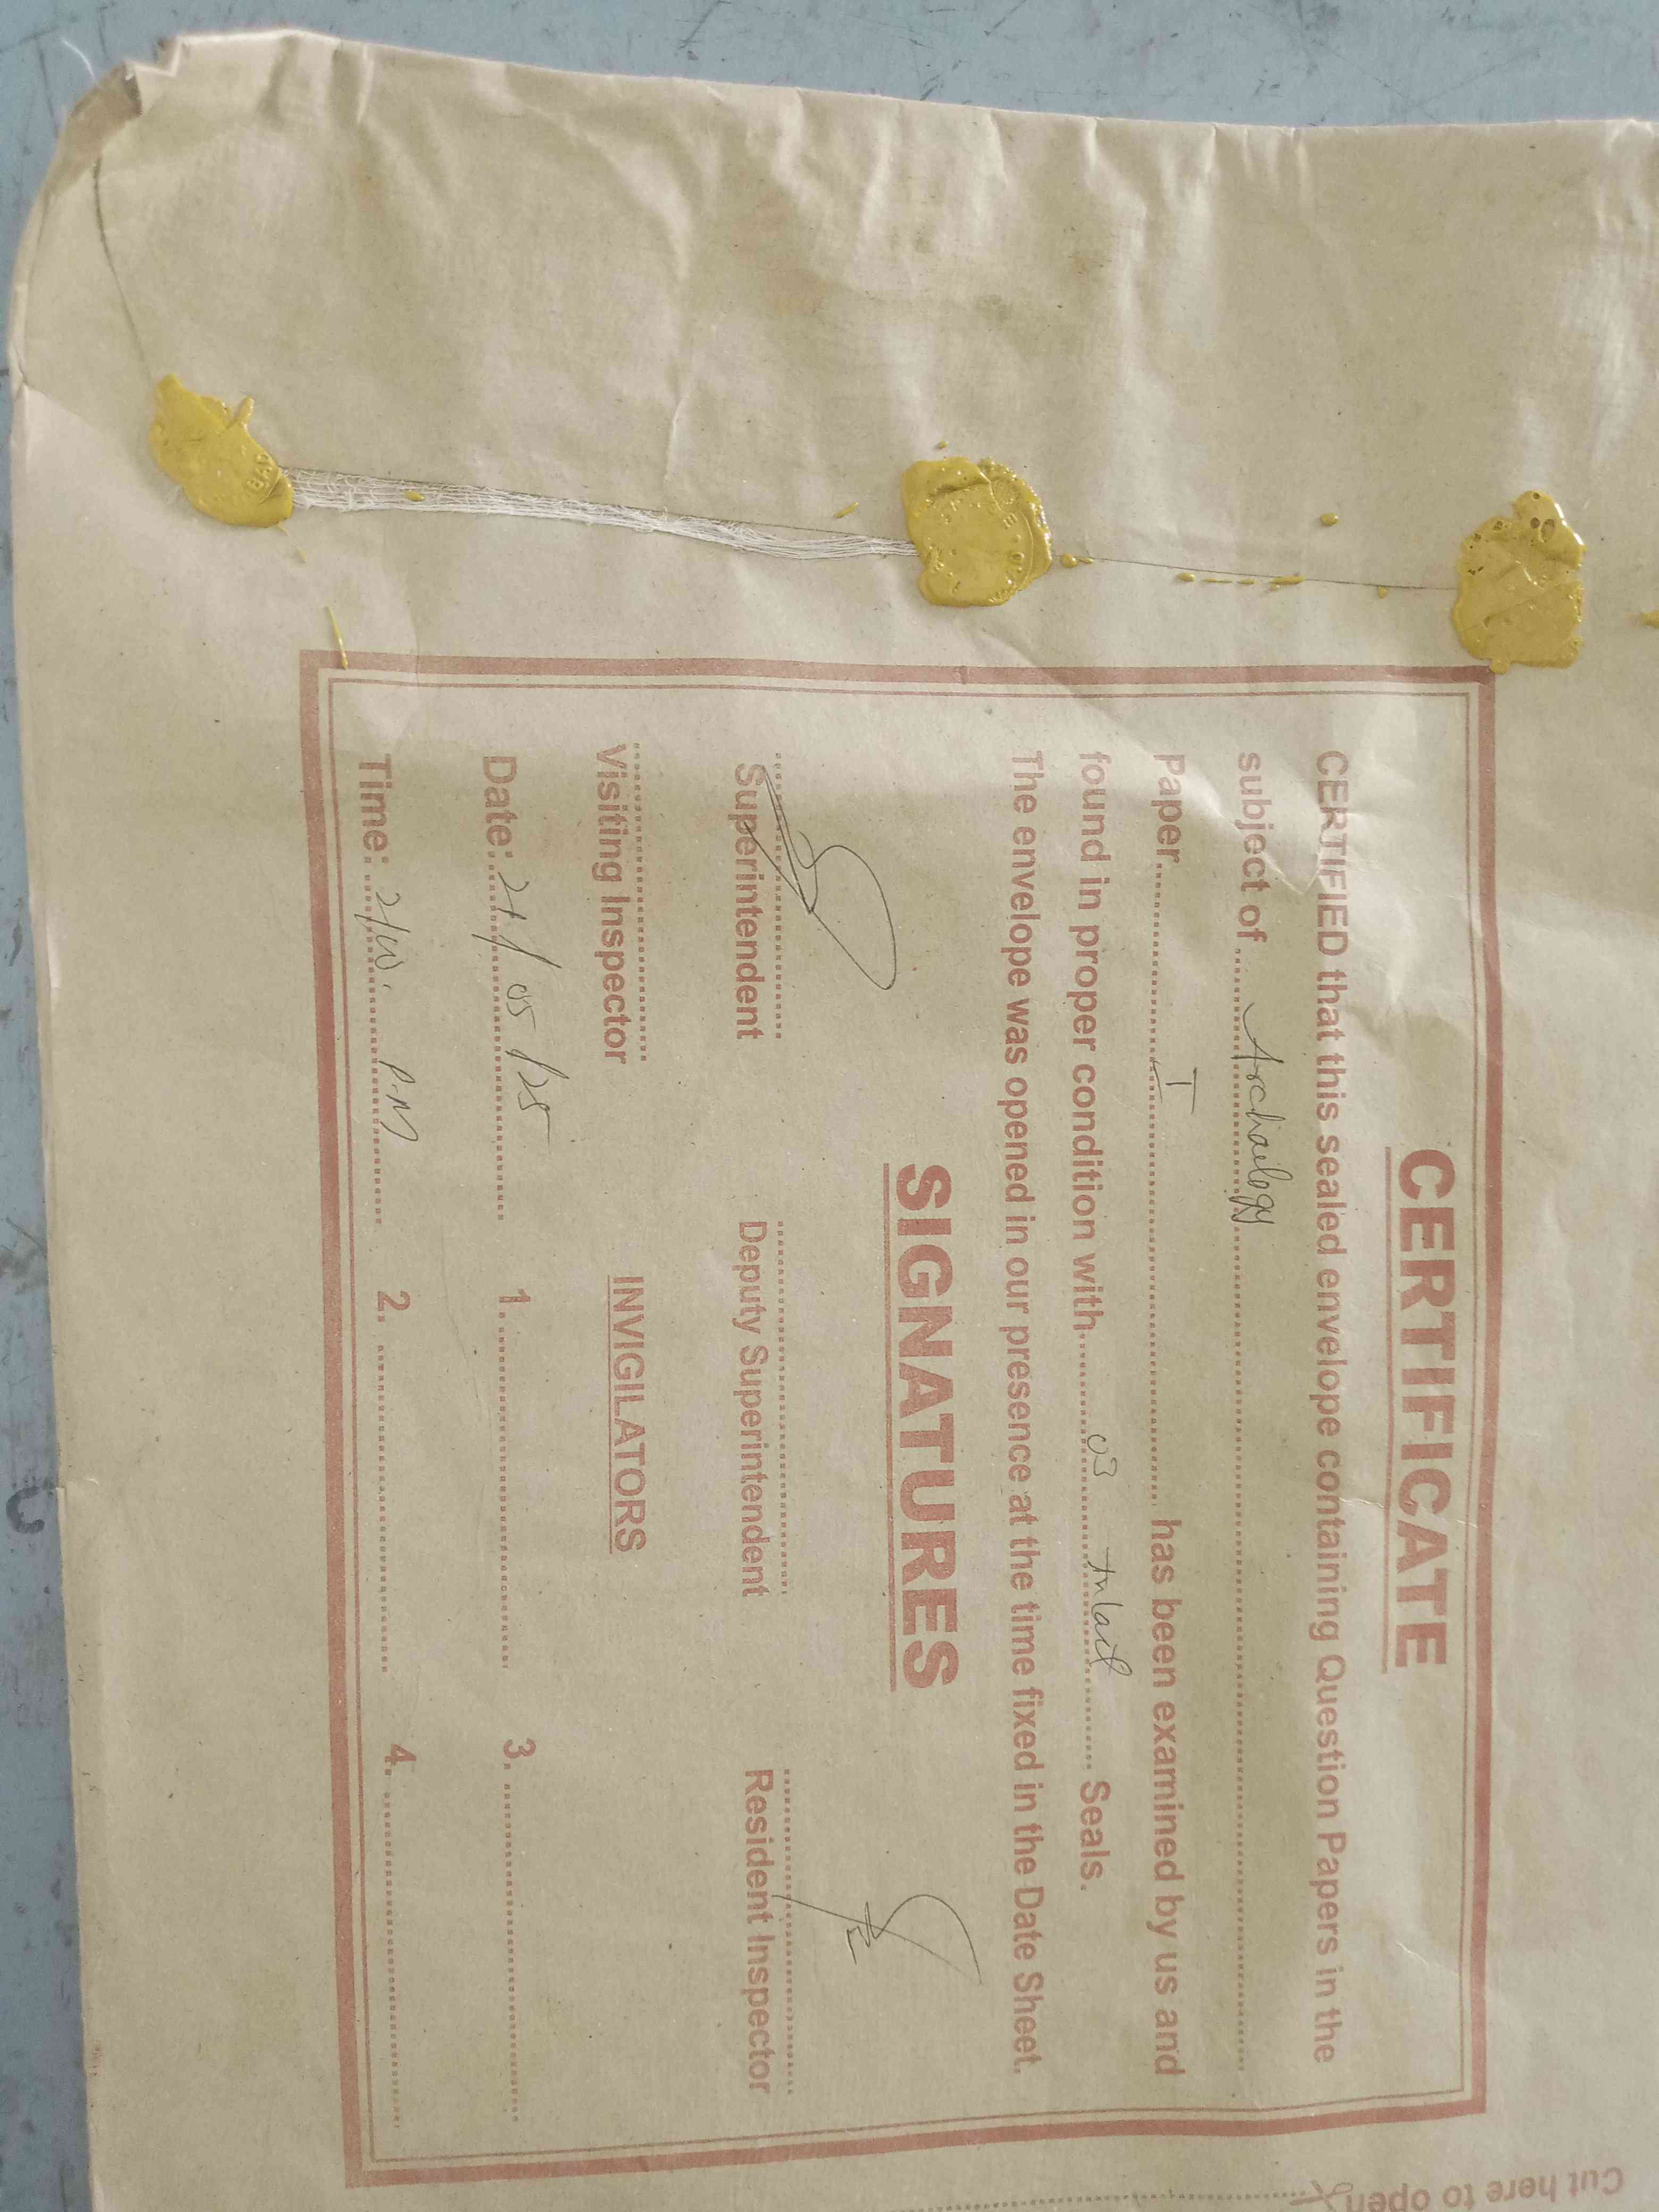 CERTIFICATE
CERTIFIED that this sealed envelope containing Question Papers in the
subject of Archaielogy
Paper I has been examined by us and
found in proper condition with 03 Intact Seals.
The envelope was opened in our presence at the time fixed in the Date Sheet.
SIGNATURES
Superintendent Deputy Superintendent Resident Inspector
Visiting Inspector INVIGILATORS
Date: 21/05/25 1. 3.
Time: 2/00. P.M 2. 4.
Cut here to open